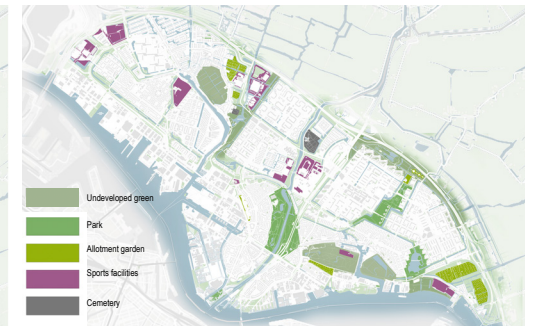 Undeveloped green
Park
Allotment garden
Sports facilities
Cemetery